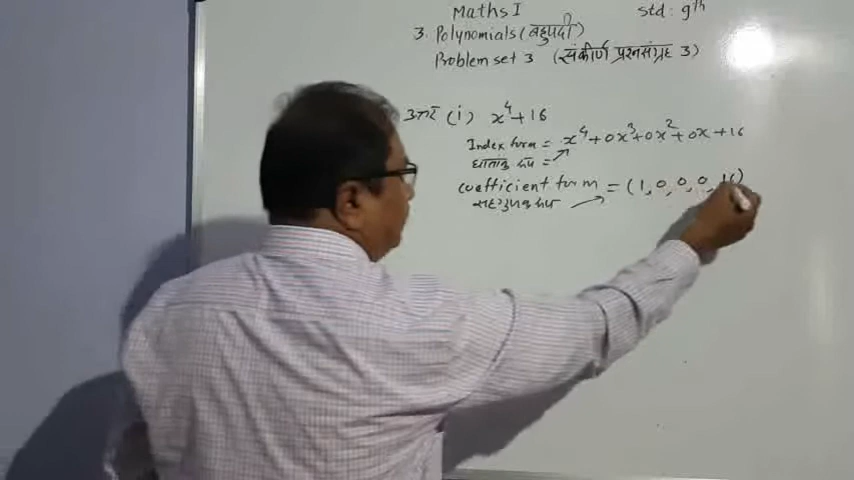 Maths I std: 9th
3. Polynomials (बहुपदी)
Problem set 3 (संकीर्ण प्रश्नसंग्रह 3)
उत्तर (i) x⁴+16
Index form = x⁴+0x³+0x²+0x+16
घातांक रूप =
coefficient form = (1,0,0,0,16)
सहगुणक रूप